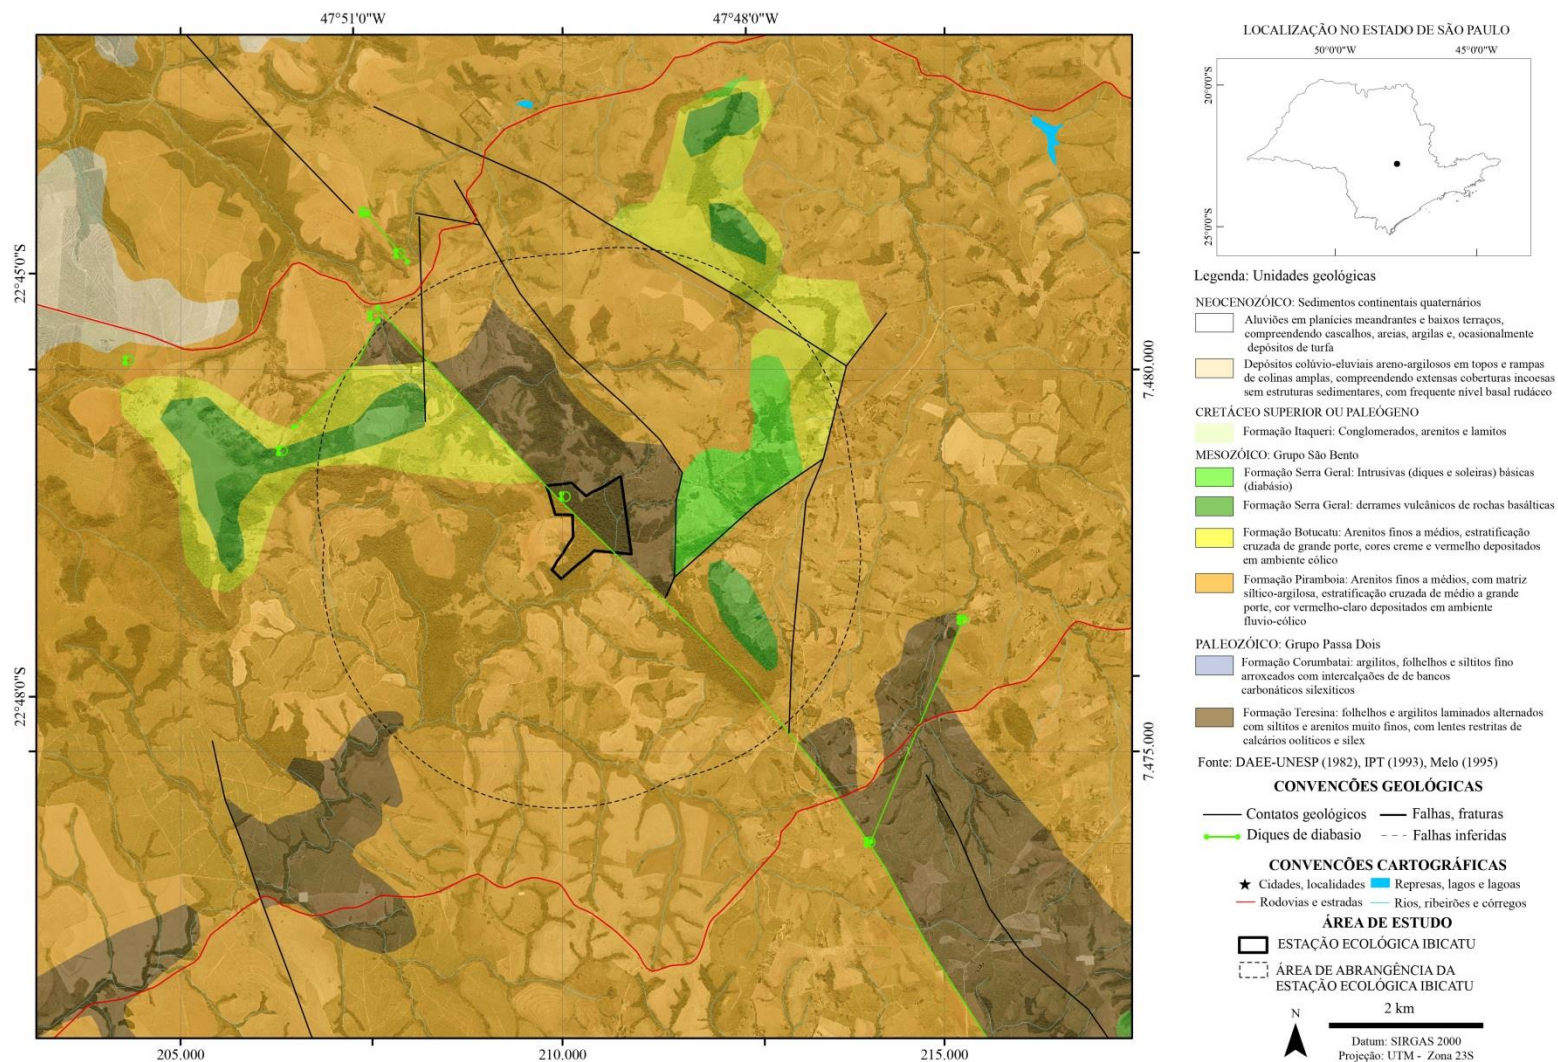 47°51'0"W
47°48'0"W
22°45'0"S
22°48'0"S
7.480.000
7.475.000
205.000
210.000
215.000
LOCALIZAÇÃO NO ESTADO DE SÃO PAULO
50°0'0"W
45°0'0"W
20°0'0"S
25°0'0"S
Legenda: Unidades geológicas
NEOCENOZÓICO: Sedimentos continentais quaternários
Aluviões em planícies meandrantes e baixos terraços,
compreendendo cascalhos, areias, argilas e, ocasionalmente
depósitos de turfa
Depósitos colúvio-eluviais areno-argilosos em topos e rampas
de colinas amplas, compreendendo extensas coberturas incoesas
sem estruturas sedimentares, com frequente nível basal rudáceo
CRETÁCEO SUPERIOR OU PALEÓGENO
Formação Itaqueri: Conglomerados, arenitos e lamitos
MESOZÓICO: Grupo São Bento
Formação Serra Geral: Intrusivas (diques e soleiras) básicas
(diabásio)
Formação Serra Geral: derrames vulcânicos de rochas basálticas
Formação Botucatu: Arenitos finos a médios, estratificação
cruzada de grande porte, cores creme e vermelho depositados
em ambiente eólico
Formação Piramboia: Arenitos finos a médios, com matriz
síltico-argilosa, estratificação cruzada de médio a grande
porte, cor vermelho-claro depositados em ambiente
fluvio-eólico
PALEOZÓICO: Grupo Passa Dois
Formação Corumbatai: argilitos, folhelhos e siltitos fino
arroxeados com intercalções de de bancos
carbonáticos silexíticos
Formação Teresina: folhelhos e argilitos laminados alternados
com siltitos e arenitos muito finos, com lentes restritas de
calcários oolíticos e sílex
Fonte: DAEE-UNESP (1982), IPT (1993), Melo (1995)
CONVENCÕES GEOLÓGICAS
Contatos geológicos Falhas, fraturas
Diques de diabasio Falhas inferidas
CONVENCÕES CARTOGRÁFICAS
Cidades, localidades Represas, lagos e lagoas
Rodovias e estradas Rios, ribeirões e córregos
ÁREA DE ESTUDO
ESTAÇÃO ECOLÓGICA IBICATU
ÁREA DE ABRANGÊNCIA DA
ESTAÇÃO ECOLÓGICA IBICATU
N
2 km
Datum: SIRGAS 2000
Projeção: UTM - Zona 23S